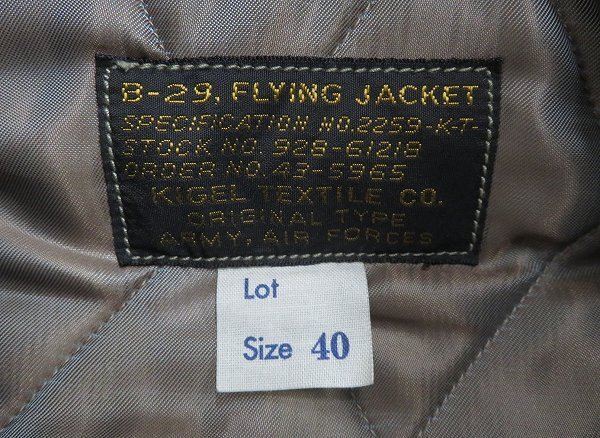 B-29, FLYING JACKET
SPECIFICATION NO.2259-K-T-
STOCK NO. 928-61219
ORDER NO. 43-5965
KIGEL TEXTILE CO.
ORIGINAL TYPE
ARMY, AIR FORCES
Lot
Size 40